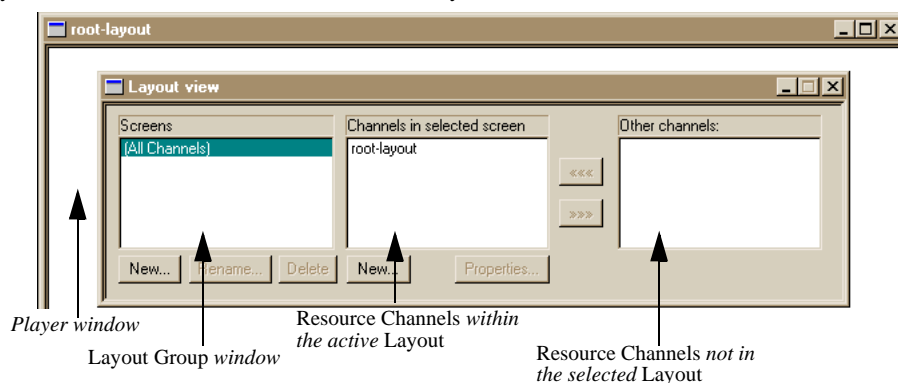 root-layout
Layout view
Screens
Channels in selected screen
Other channels:
(All Channels)
root-layout
<<<
>>>
New...
Rename...
Delete
New...
Properties...
Player window
Layout Group window
Resource Channels within
the active Layout
Resource Channels not in
the selected Layout